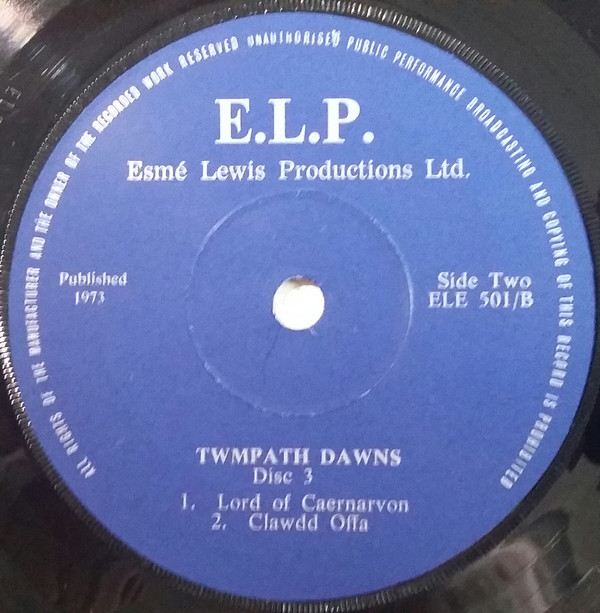 ALL RIGHTS OF THE MANUFACTURER AND THE OWNER OF THE RECORDED WORK RESERVED UNAUTHORISED PUBLIC PERFORMANCE BROADCASTING AND COPYING OF THIS RECORD IS PROHIBITED
E.L.P.
Esmé Lewis Productions Ltd.
Published
1973
Side Two
ELE 501/B
TWMPATH DAWNS
Disc 3
1. Lord of Caernarvon
2. Clawdd Offa